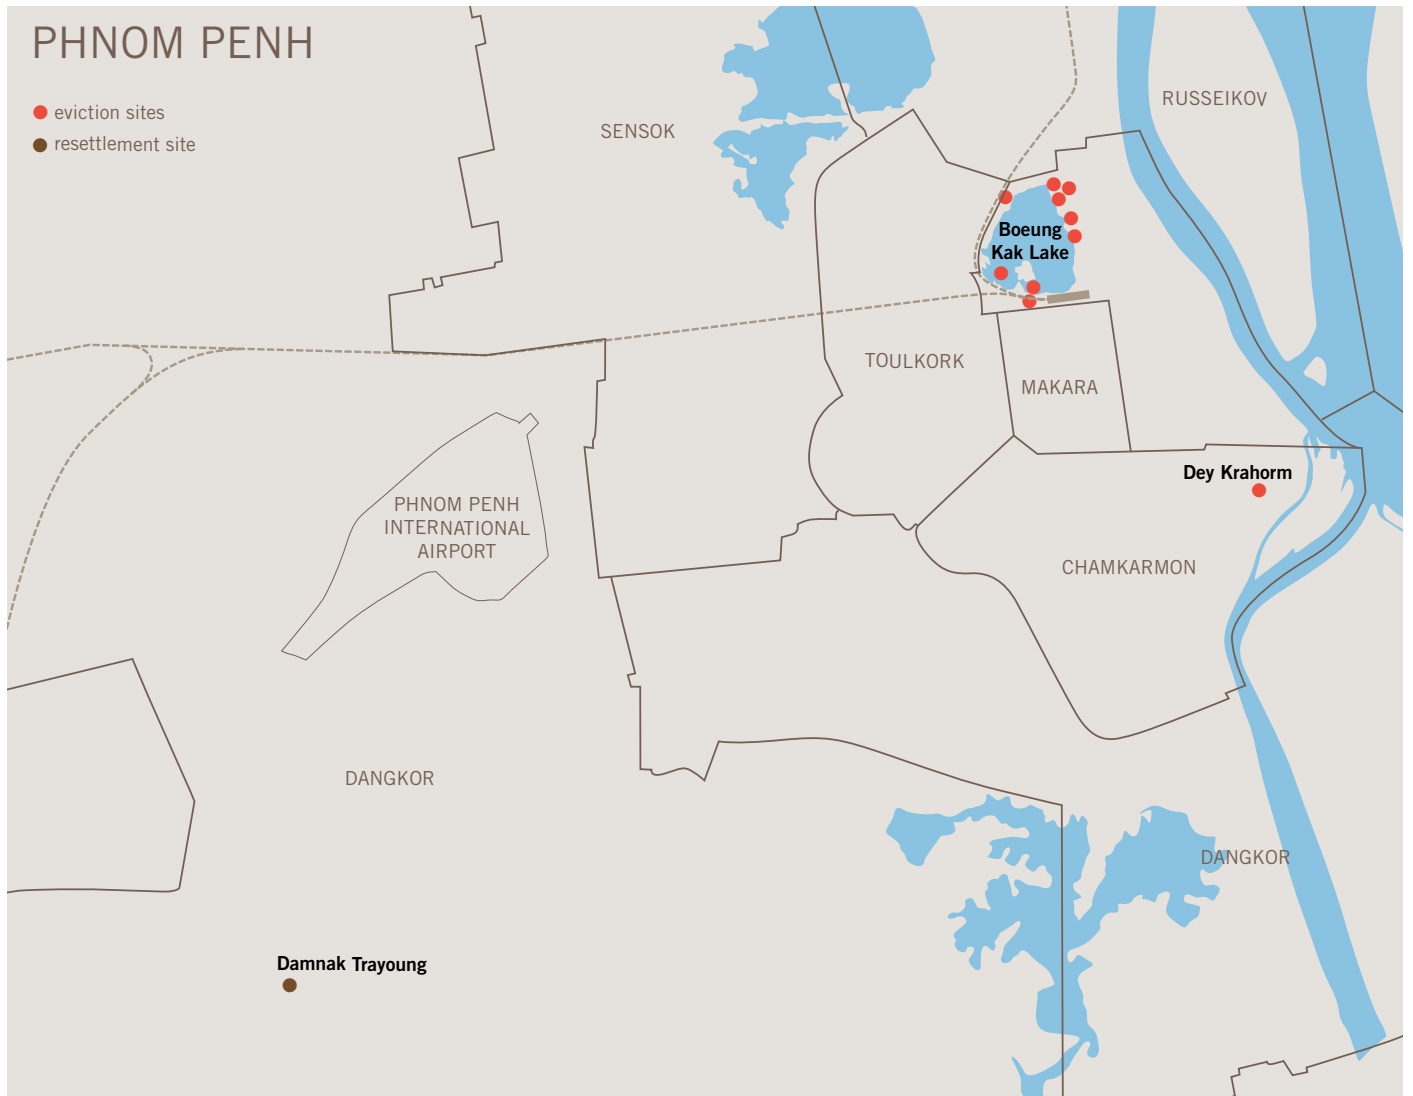 PHNOM PENH
eviction sites
resettlement site
SENSOK
RUSSEIKOV
Boeung
Kak Lake
TOULKORK
MAKARA
Dey Krahorm
PHNOM PENH
INTERNATIONAL
AIRPORT
CHAMKARMON
DANGKOR
DANGKOR
Damnak Trayoung